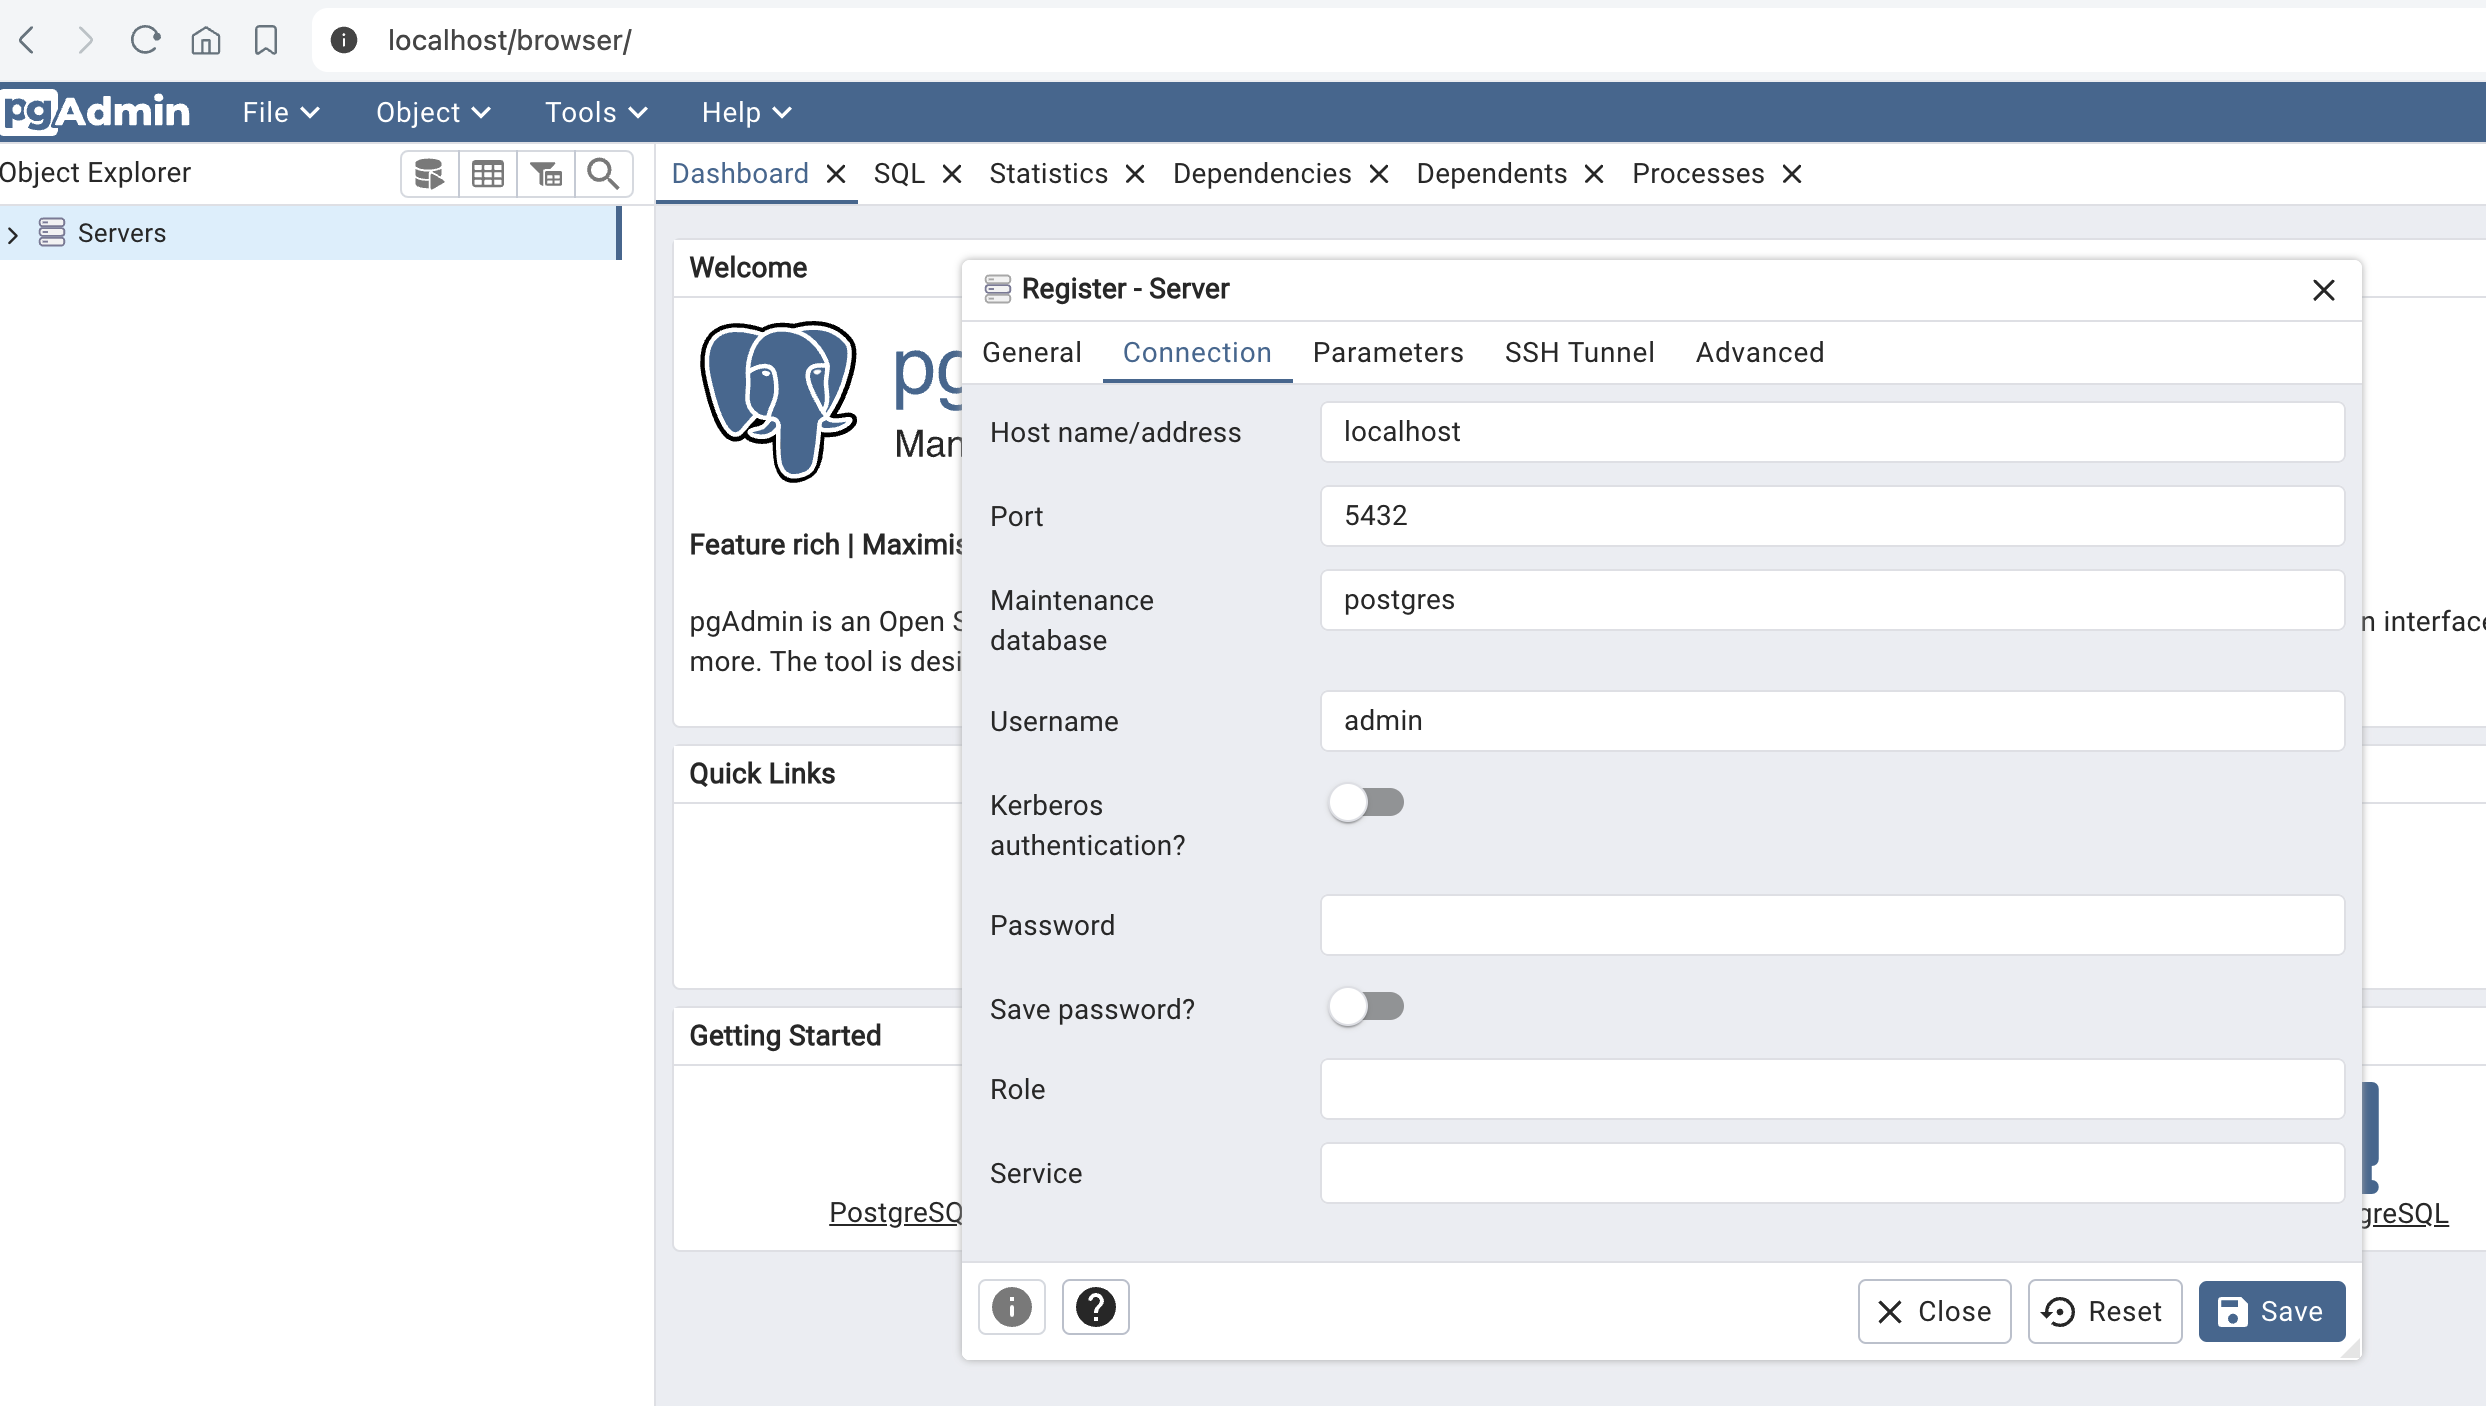 localhost/browser/
pgAdmin File Object Tools Help
Object Explorer
Dashboard SQL Statistics Dependencies Dependents Processes
Servers
Welcome
Register - Server
General Connection Parameters SSH Tunnel Advanced
pg
Man
Feature rich | Maximis
pgAdmin is an Open S
more. The tool is desi
n interface
Host name/address localhost
Port 5432
Maintenance
database
postgres
Username admin
Kerberos
authentication?
Password
Save password?
Role
Service
Quick Links
Getting Started
PostgreSQ
greSQL
Close Reset Save